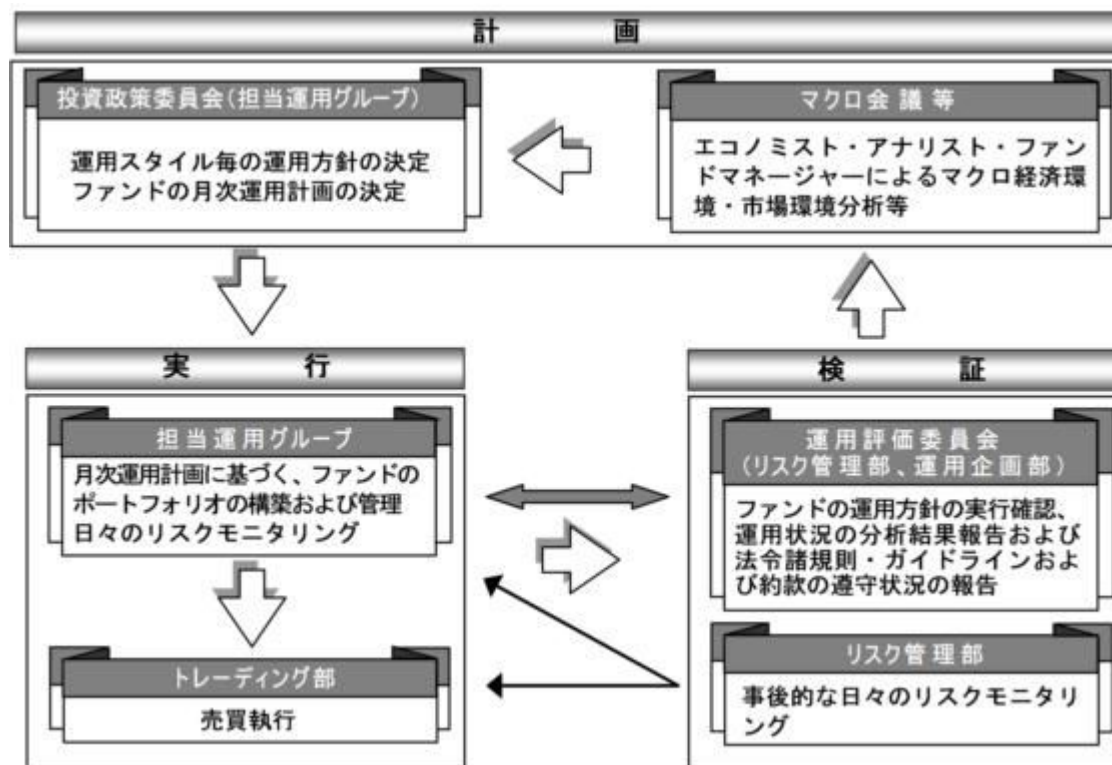 計画
投資政策委員会(担当運用グループ)
運用スタイル毎の運用方針の決定
ファンドの月次運用計画の決定
マクロ会議等
エコノミスト・アナリスト・ファン
ドマネージャーによるマクロ経済環
境・市場環境分析等
実行
担当運用グループ
月次運用計画に基づく、ファンドの
ポートフォリオの構築および管理
日々のリスクモニタリング
トレーディング部
売買執行
検証
運用評価委員会
(リスク管理部、運用企画部)
ファンドの運用方針の実行確認、
運用状況の分析結果報告および
法令諸規則・ガイドラインおよ
び約款の遵守状況の報告
リスク管理部
事後的な日々のリスクモニタリ
ング